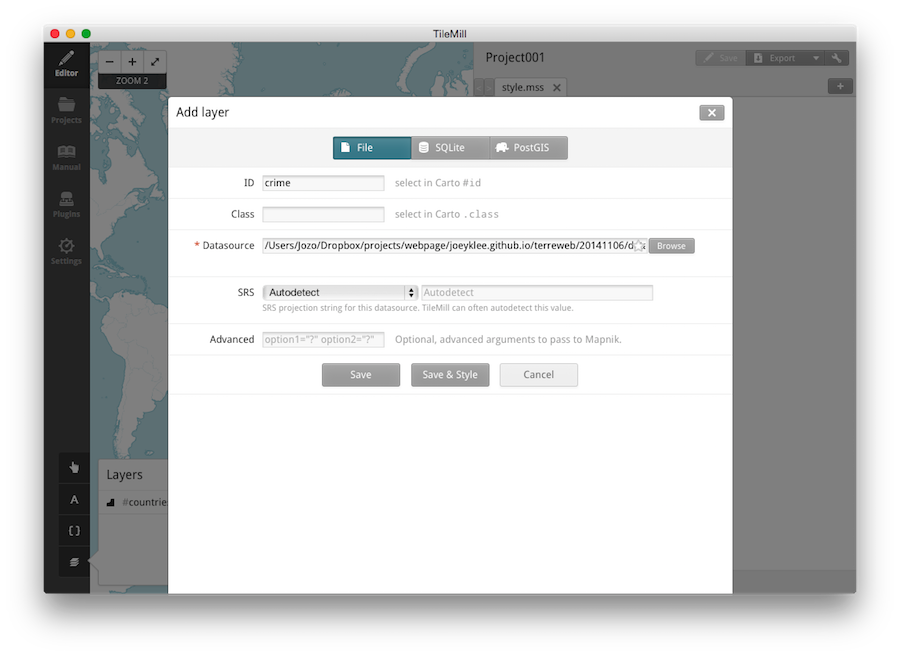 TileMill
Editor
Projects
Manual
Plugins
Settings
ZOOM 2
Project001
Save
Export
style.mss
Add layer
File
SQLite
PostGIS
ID
crime
select in Carto #id
Class
select in Carto .class
* Datasource
/Users/Jozo/Dropbox/projects/webpage/joeyklee.github.io/terreweb/20141106/
Browse
SRS
Autodetect
Autodetect
SRS projection string for this datasource. TileMill can often autodetect this value.
Advanced
option1="?" option2="?"
Optional, advanced arguments to pass to Mapnik.
Save
Save & Style
Cancel
A
{ }
Layers
#countrie